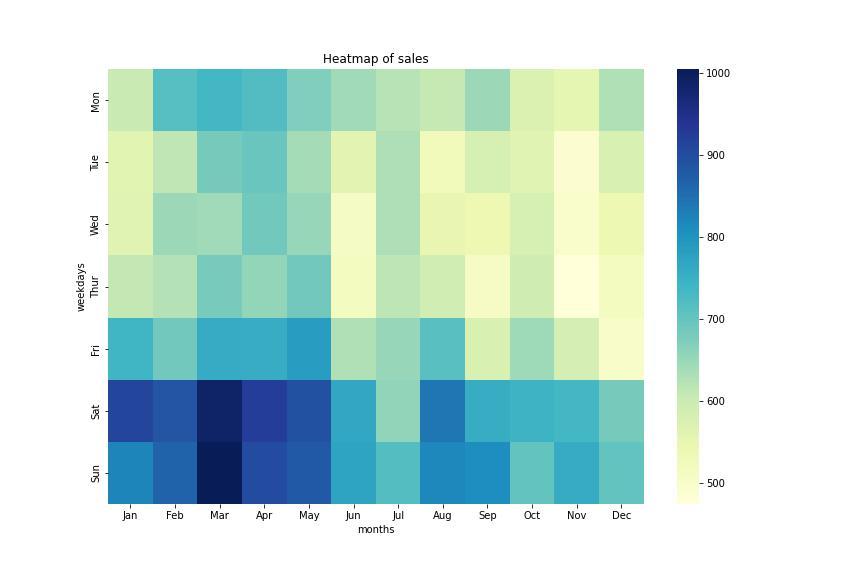 Heatmap of sales
weekdays
Mon
Tue
Wed
Thur
Fri
Sat
Sun
Jan Feb Mar Apr May Jun Jul Aug Sep Oct Nov Dec
months
1000
900
800
700
600
500